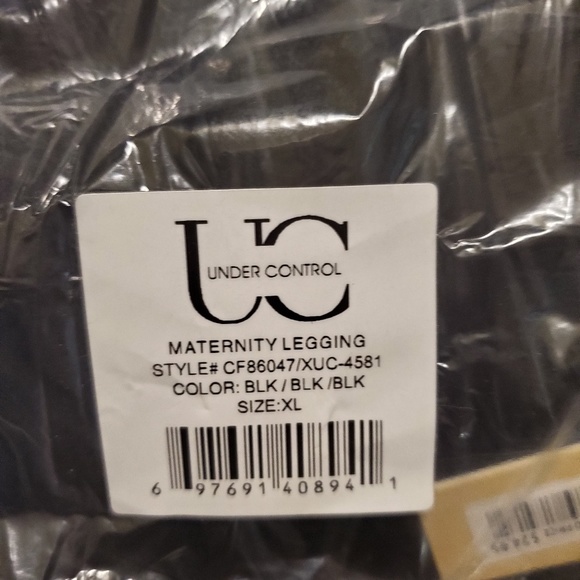 UC
UNDER CONTROL
MATERNITY LEGGING
STYLE# CF86047/XUC-4581
COLOR: BLK / BLK /BLK
SIZE:XL
6 97691 40894 1